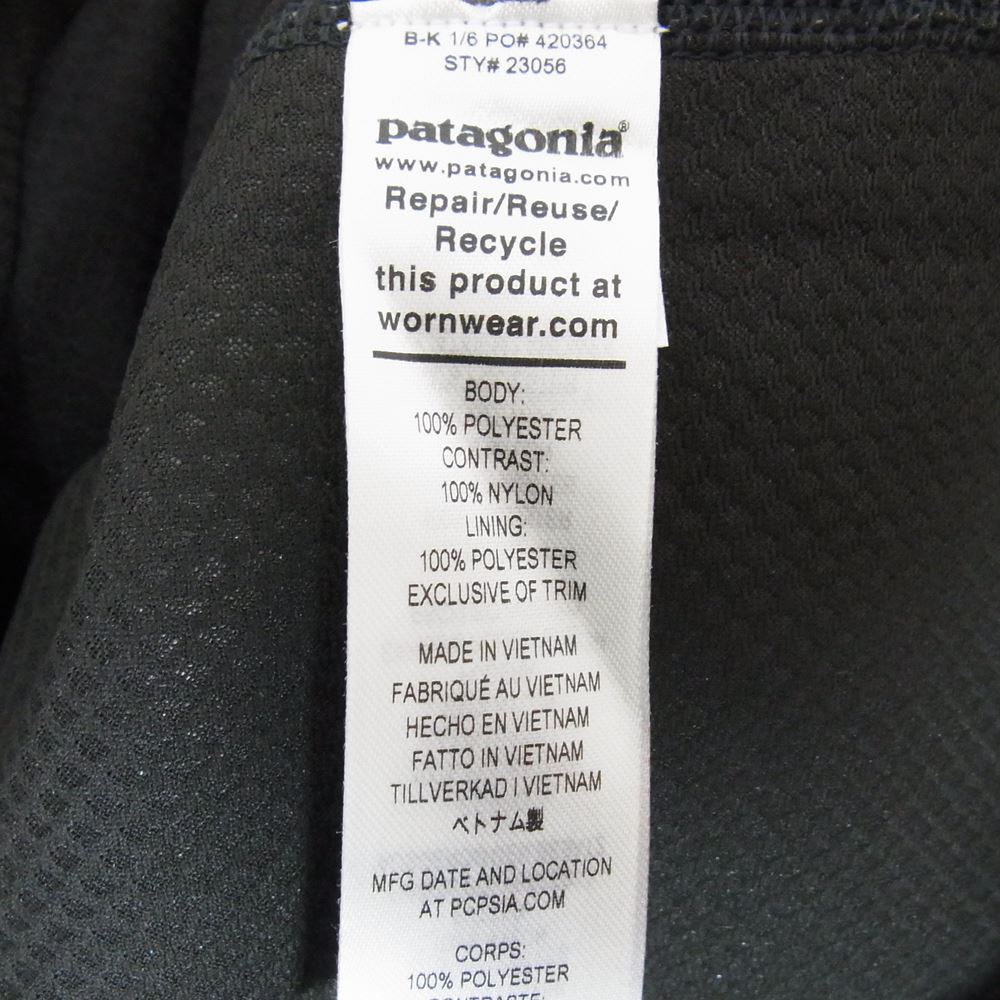 B-K 1/6 PO# 420364
STY# 23056
patagonia®
www.patagonia.com
Repair/Reuse/
Recycle
this product at
wornwear.com
BODY:
100% POLYESTER
CONTRAST:
100% NYLON
LINING:
100% POLYESTER
EXCLUSIVE OF TRIM
MADE IN VIETNAM
FABRIQUÉ AU VIETNAM
HECHO EN VIETNAM
FATTO IN VIETNAM
TILLVERKAD I VIETNAM
ベトナム製
MFG DATE AND LOCATION
AT PCPSIA.COM
CORPS:
100% POLYESTER
CONTRASTE: